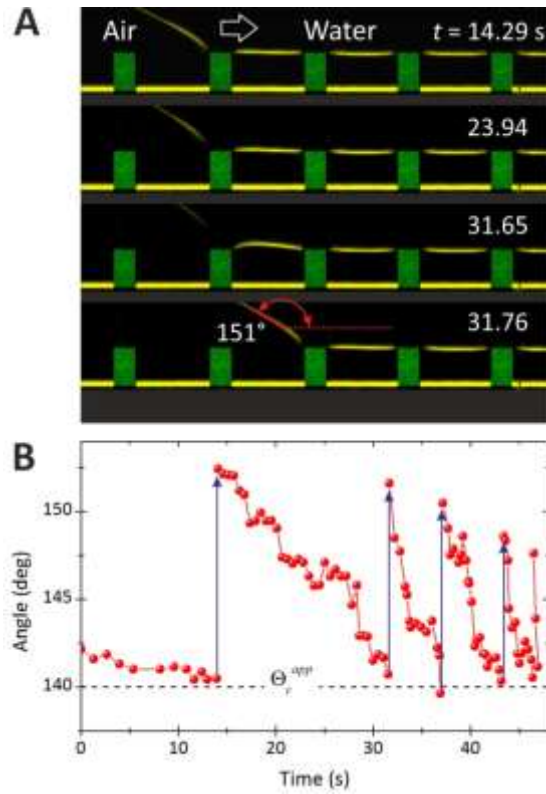 A
Air
Water
t = 14.29 s
23.94
31.65
151°
31.76
B
Angle (deg)
150
145
140
Θ_r^app
0
10
20
30
40
Time (s)